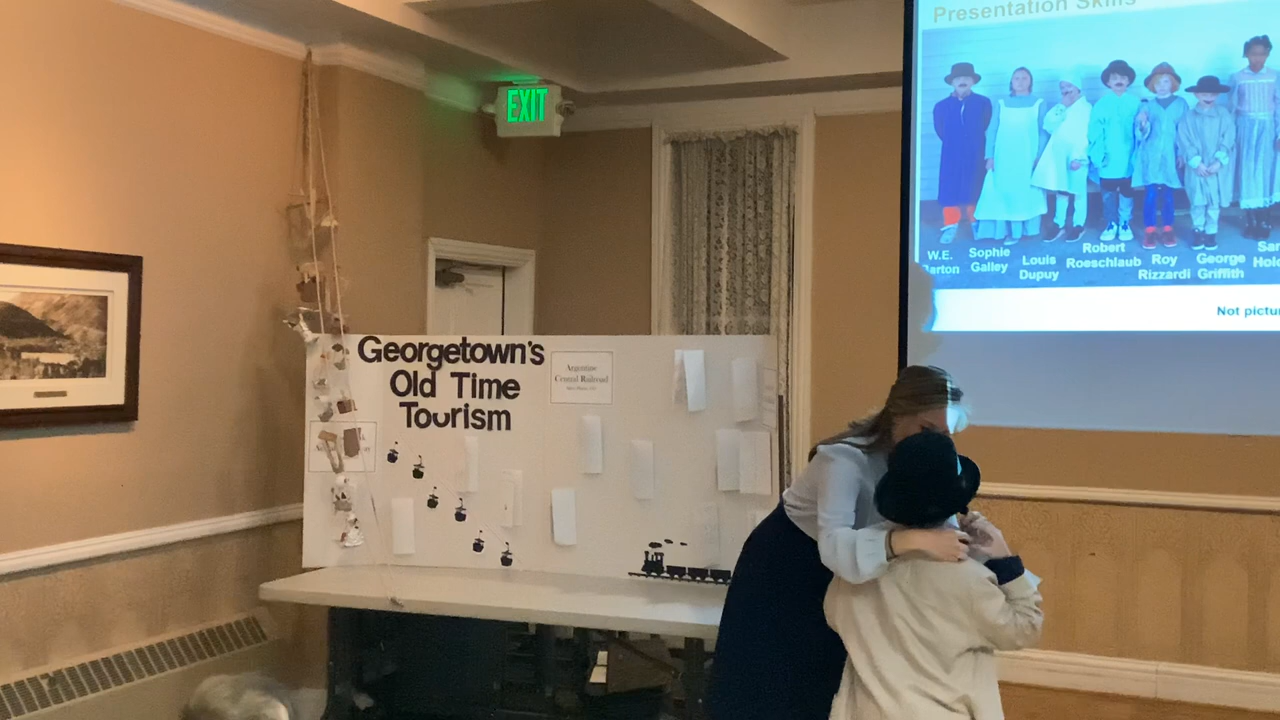 Presentation Skills
EXIT
W.E.
Barton
Sophie
Galley
Louis
Dupuy
Robert
Roeschlaub
Roy
Rizzardi
George
Griffith
Not
Georgetown's
Old Time
Tourism
Argentine
Central Railroad